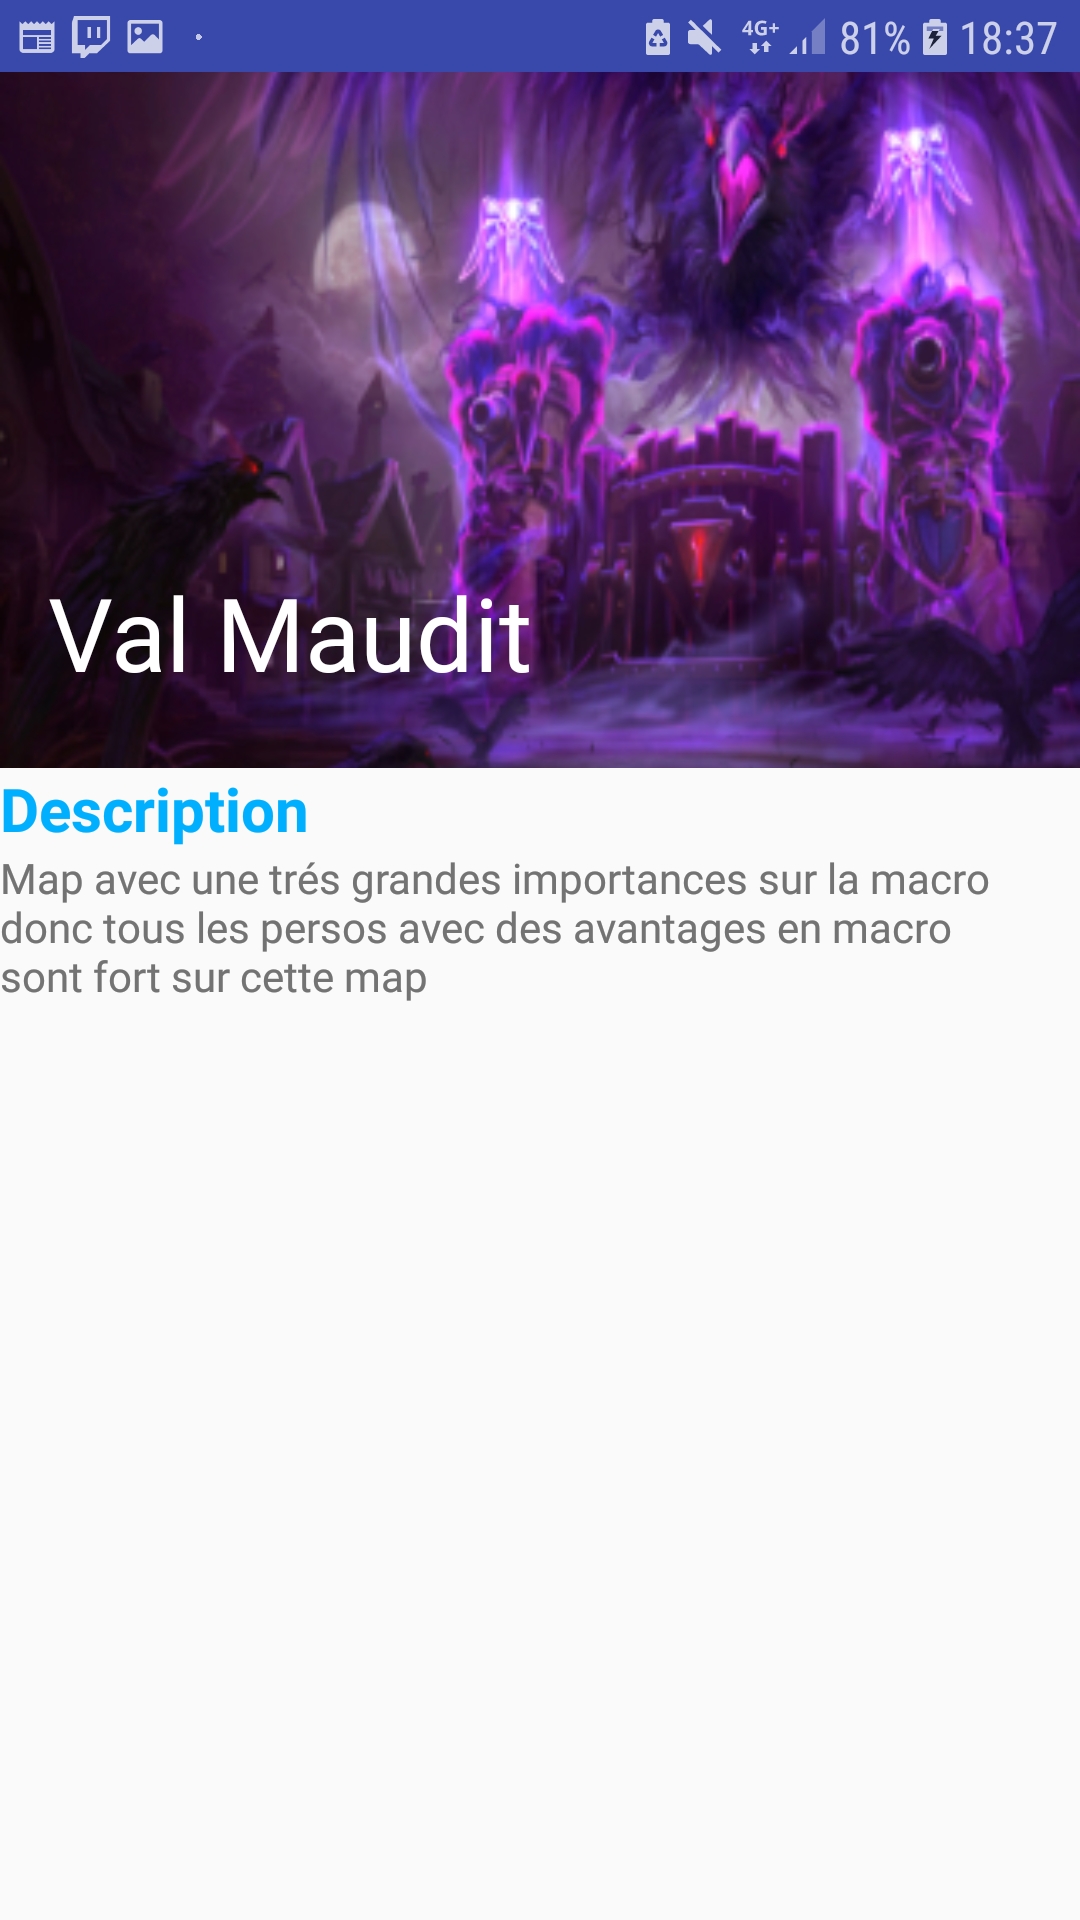 4G+ 81% 18:37
Val Maudit
Description
Map avec une trés grandes importances sur la macro
donc tous les persos avec des avantages en macro
sont fort sur cette map